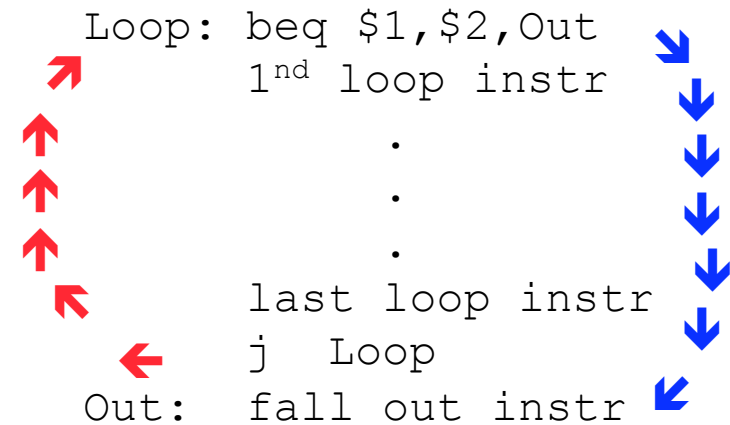 Loop: beq $1,$2,Out
1nd loop instr
.
.
.
last loop instr
j Loop
Out: fall out instr